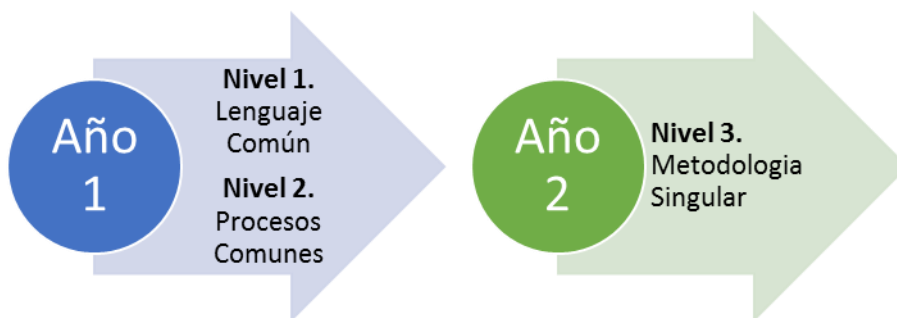 Año
1
Nivel 1.
Lenguaje
Común
Nivel 2.
Procesos
Comunes
Año
2
Nivel 3.
Metodologia
Singular